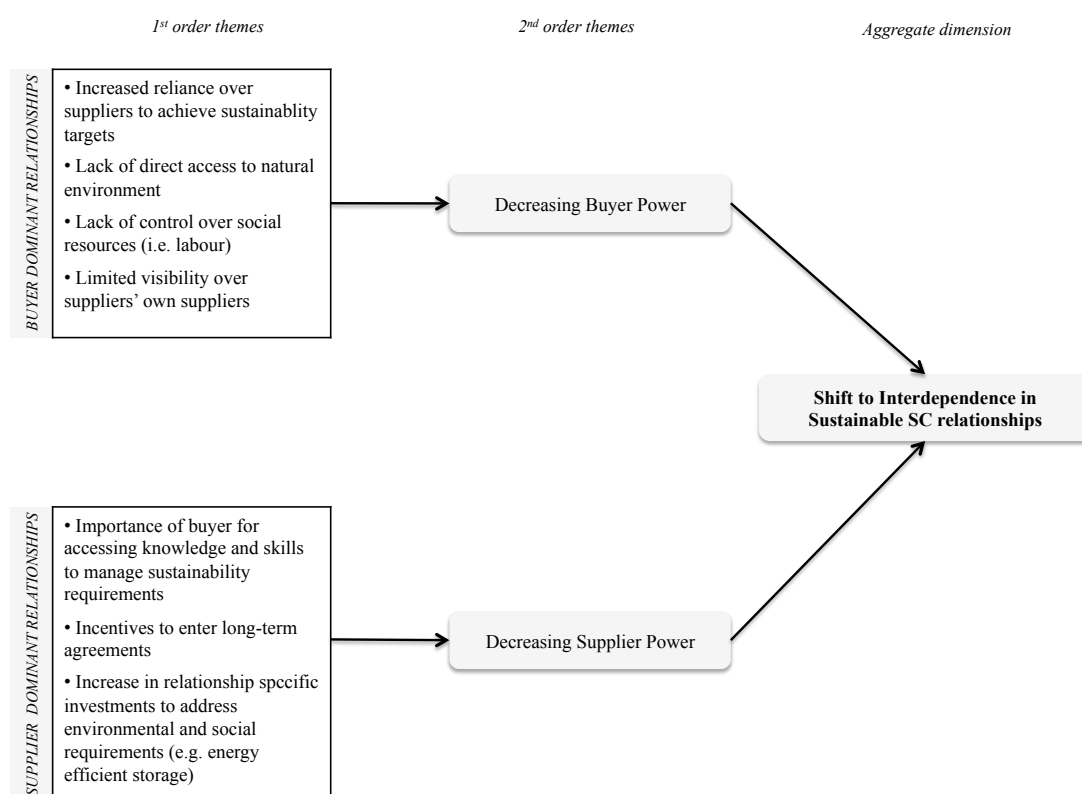 1st order themes
2nd order themes
Aggregate dimension
BUYER DOMINANT RELATIONSHIPS
• Increased reliance over
suppliers to achieve sustainablity
targets
• Lack of direct access to natural
environment
• Lack of control over social
resources (i.e. labour)
• Limited visibility over
suppliers’ own suppliers
Decreasing Buyer Power
Shift to Interdependence in
Sustainable SC relationships
SUPPLIER DOMINANT RELATIONSHIPS
• Importance of buyer for
accessing knowledge and skills
to manage sustainability
requirements
• Incentives to enter long-term
agreements
• Increase in relationship spccific
investments to address
environmental and social
requirements (e.g. energy
efficient storage)
Decreasing Supplier Power